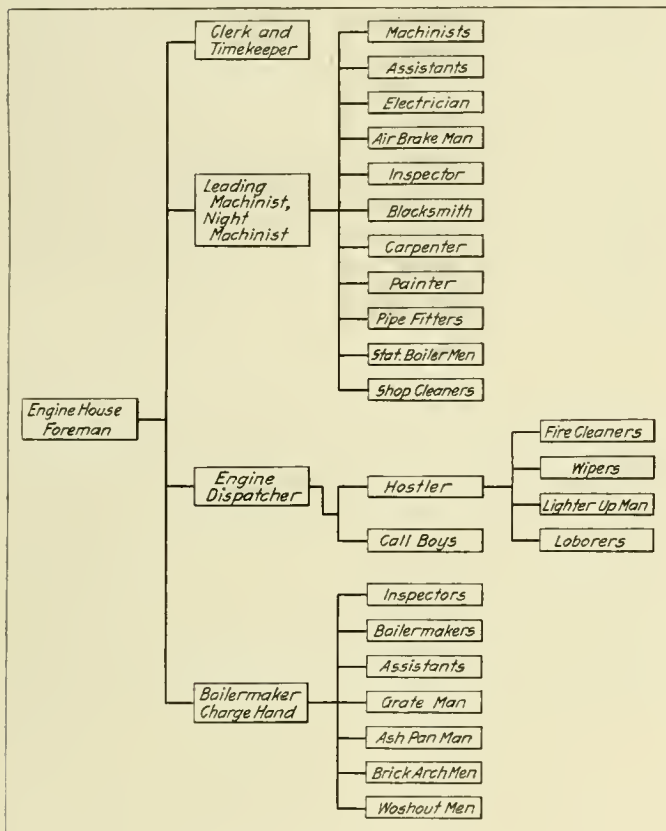 Clerk and
Timekeeper
Machinists
Assistants
Electrician
Air Brake Man
Inspector
Leading
Machinist,
Night
Machinist
Blacksmith
Carpenter
Painter
Pipe Fitters
Stat. Boiler Men
Shop Cleaners
Engine House
Foreman
Engine
Dispatcher
Hostler
Call Boys
Fire Cleaners
Wipers
Lighter Up Man
Loborers
Bailermaker
Charge Hand
Inspectors
Bailermakers
Assistants
Grate Man
Ash Pan Man
Brick Arch Men
Woshout Men